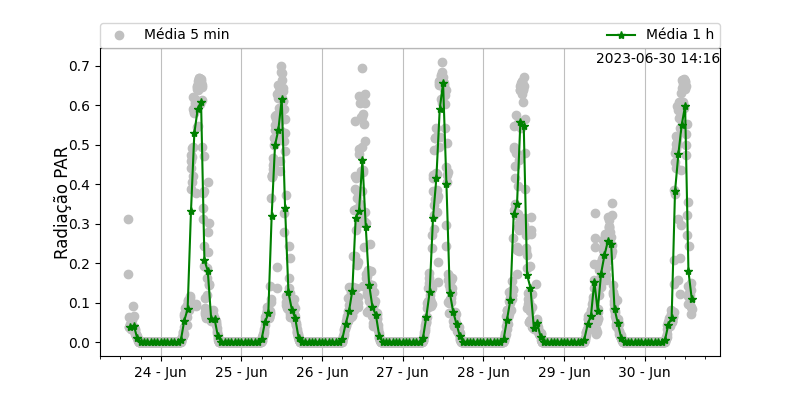 Média 5 min
Média 1 h
2023-06-30 14:16
Radiação PAR
0.7
0.6
0.5
0.4
0.3
0.2
0.1
0.0
24 - Jun
25 - Jun
26 - Jun
27 - Jun
28 - Jun
29 - Jun
30 - Jun